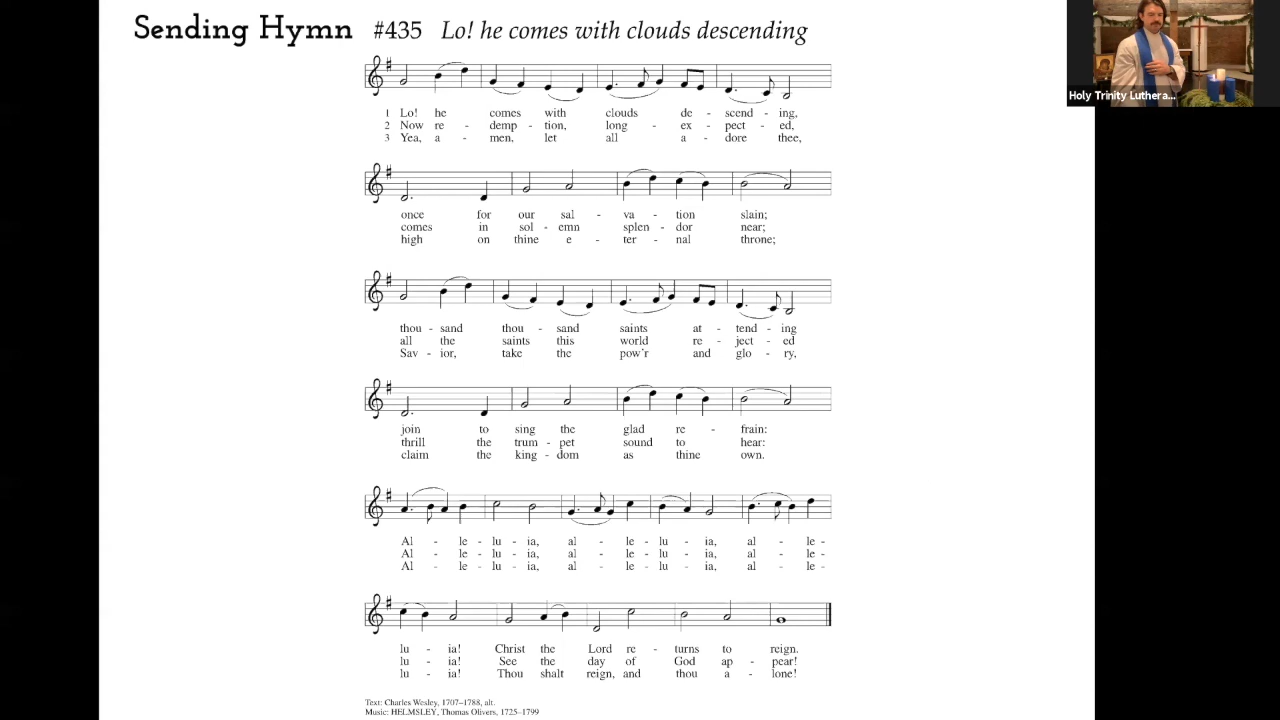 Sending Hymn #435 Lo! he comes with clouds descending
Holy Trinity Luthera...
1 Lo! he comes with clouds de - scend - ing,
2 Now re - demp - tion, long - ex - pect - ed,
3 Yea, a - men, let all a - dore thee,
once for our sal - va - tion slain;
comes in sol - emn splen - dor near;
high on thine e - ter - nal throne;
thou - sand thou - sand saints at - tend - ing
all the saints this world re - ject - ed
Sav - ior, take the pow'r and glo - ry,
join to sing the glad re - frain:
thrill the trum - pet sound to hear:
claim the king - dom as thine own.
Al - le - lu - ia, al - le - lu - ia, al - le -
Al - le - lu - ia, al - le - lu - ia, al - le -
Al - le - lu - ia, al - le - lu - ia, al - le -
lu - ia! Christ the Lord re - turns to reign.
lu - ia! See the day of God ap - pear!
lu - ia! Thou shalt reign, and thou a - lone!
Text: Charles Wesley, 1707–1788, alt.
Music: HELMSLEY, Thomas Olivers, 1725–1799